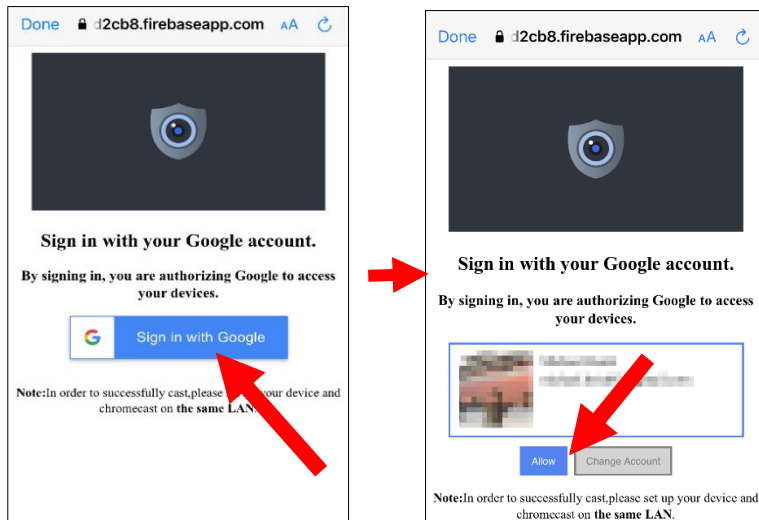 Done d2cb8.firebaseapp.com AA
Sign in with your Google account.
By signing in, you are authorizing Google to access
your devices.
G Sign in with Google
Note:In order to successfully cast,please your device and
chromecast on the same LAN.
Done d2cb8.firebaseapp.com AA
Sign in with your Google account.
By signing in, you are authorizing Google to access
your devices.
Allow Change Account
Note:In order to successfully cast,please set up your device and
chromecast on the same LAN.